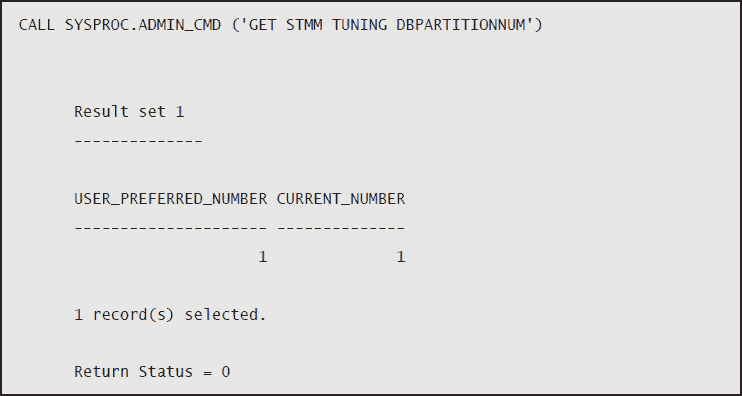 CALL SYSPROC.ADMIN_CMD ('GET STMM TUNING DBPARTITIONNUM')
Result set 1
--------------
USER_PREFERRED_NUMBER CURRENT_NUMBER
--------------------- --------------
1 1
1 record(s) selected.
Return Status = 0